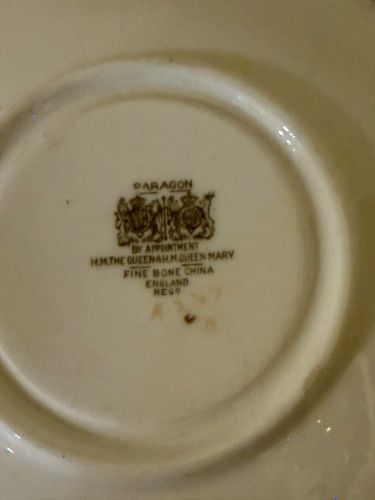 PARAGON
BY APPOINTMENT
H.M.THE QUEEN & H.M.QUEEN MARY
FINE BONE CHINA
ENGLAND
REGD